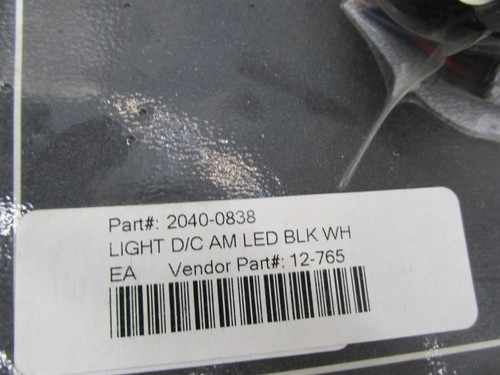 Part#: 2040-0838
LIGHT D/C AM LED BLK WH
EA Vendor Part#: 12-765